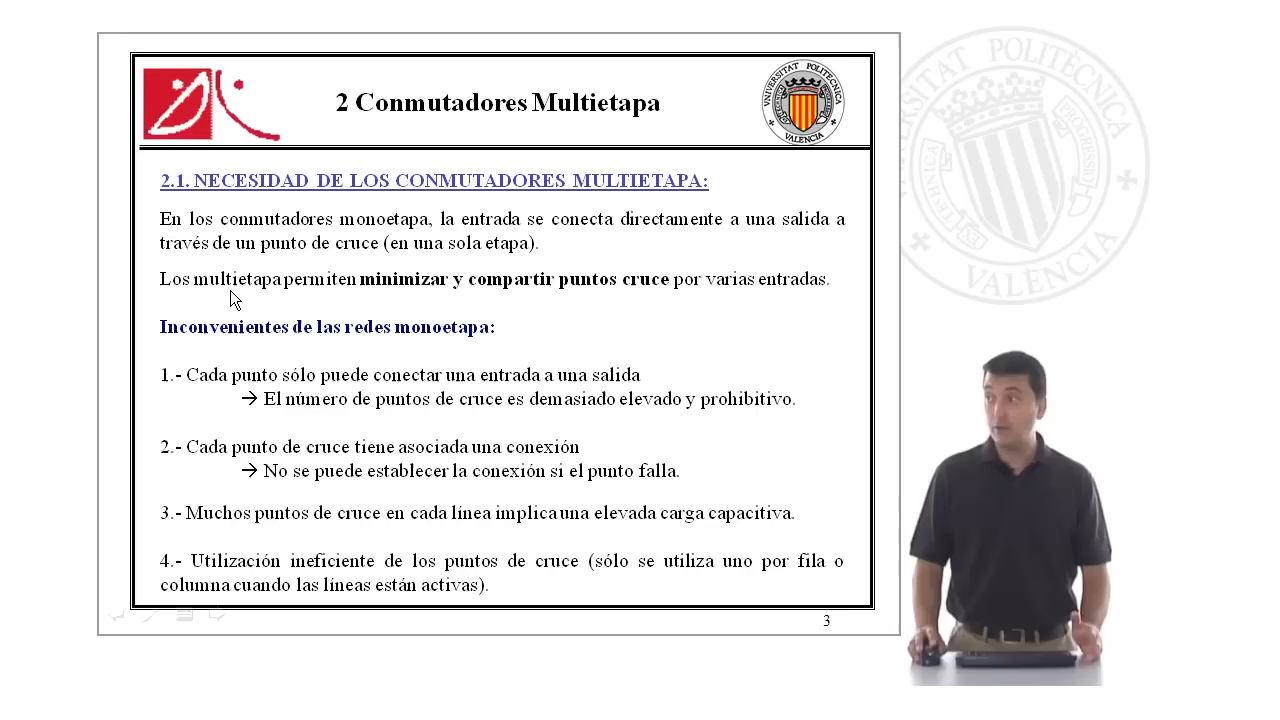 2 Conmutadores Multietapa
UNIVERSITAT POLITECNICA
VALENCIA
2.1. NECESIDAD DE LOS CONMUTADORES MULTIETAPA:
En los conmutadores monoetapa, la entrada se conecta directamente a una salida a
través de un punto de cruce (en una sola etapa).
Los multietapa permiten minimizar y compartir puntos cruce por varias entradas.
Inconvenientes de las redes monoetapa:
1.- Cada punto sólo puede conectar una entrada a una salida
→ El número de puntos de cruce es demasiado elevado y prohibitivo.
2.- Cada punto de cruce tiene asociada una conexión
→ No se puede establecer la conexión si el punto falla.
3.- Muchos puntos de cruce en cada línea implica una elevada carga capacitiva.
4.- Utilización ineficiente de los puntos de cruce (sólo se utiliza uno por fila o
columna cuando las líneas están activas).
3
POLITÈCNICA
VALÈNCIA